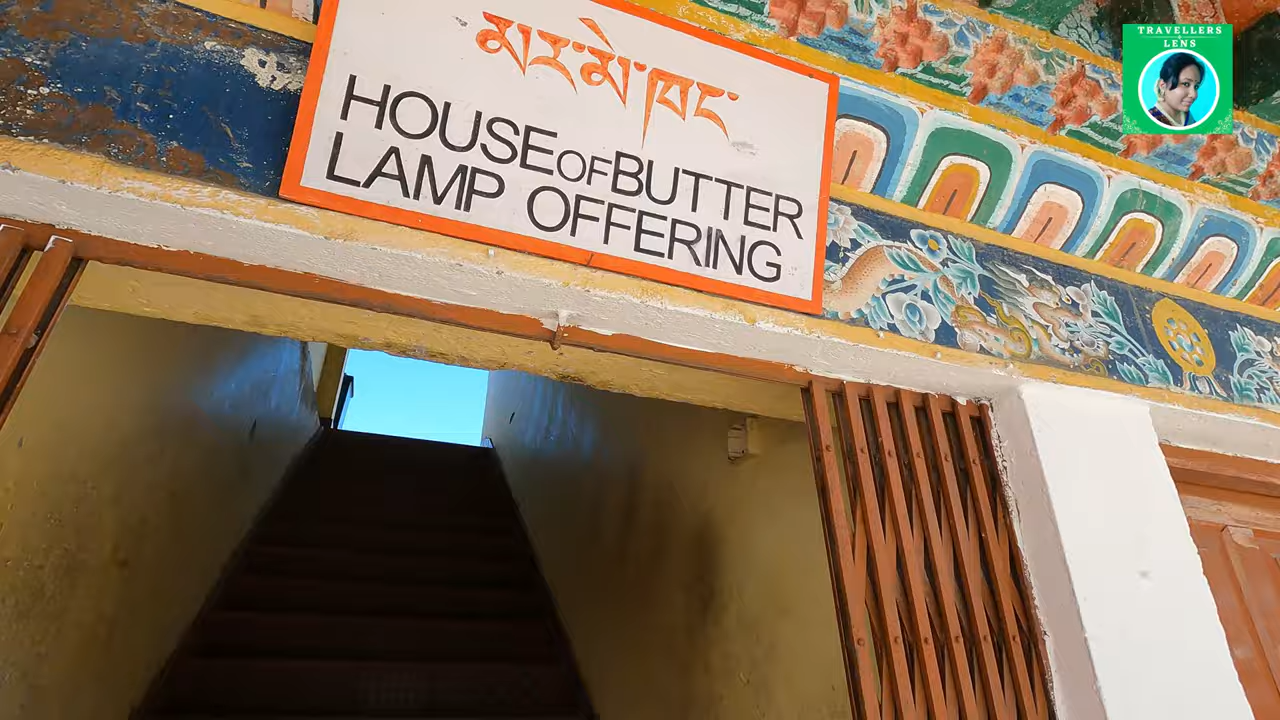 མར་མེ་ཁང་
HOUSE OF BUTTER
LAMP OFFERING
TRAVELLERS
LENS